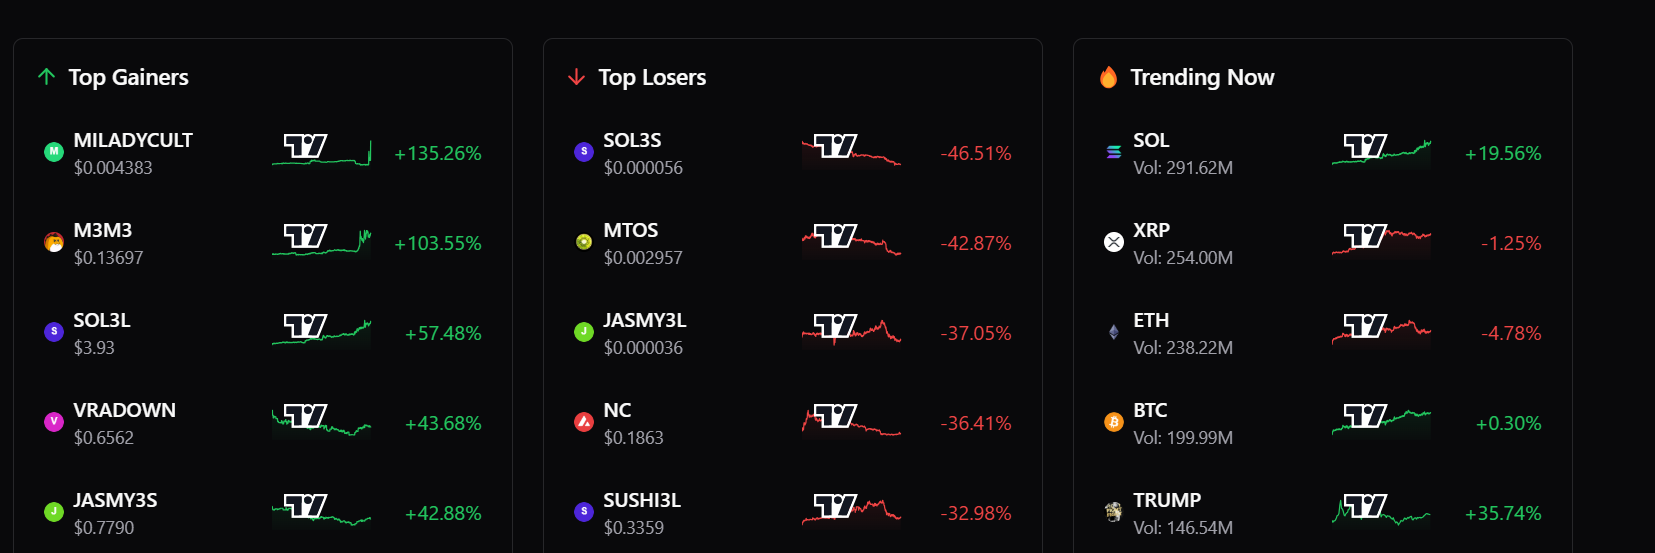 Top Gainers
MILADYCULT
$0.004383
+135.26%
M3M3
$0.13697
+103.55%
SOL3L
$3.93
+57.48%
VRADOWN
$0.6562
+43.68%
JASMY3S
$0.7790
+42.88%
Top Losers
SOL3S
$0.000056
-46.51%
MTOS
$0.002957
-42.87%
JASMY3L
$0.000036
-37.05%
NC
$0.1863
-36.41%
SUSHI3L
$0.3359
-32.98%
Trending Now
SOL
Vol: 291.62M
+19.56%
XRP
Vol: 254.00M
-1.25%
ETH
Vol: 238.22M
-4.78%
BTC
Vol: 199.99M
+0.30%
TRUMP
Vol: 146.54M
+35.74%